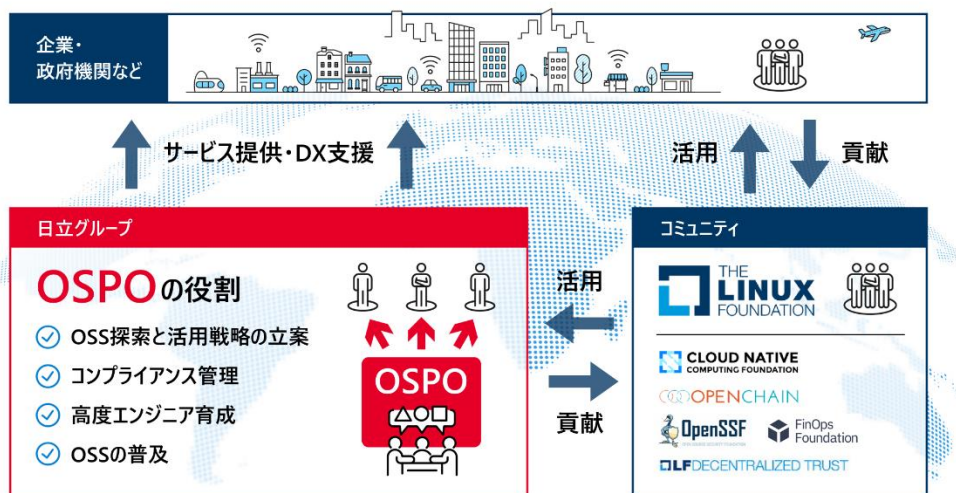 企業・
政府機関など
サービス提供・DX支援
活用
貢献
日立グループ
OSPOの役割
OSS探索と活用戦略の立案
コンプライアンス管理
高度エンジニア育成
OSSの普及
OSPO
活用
貢献
コミュニティ
THE
LINUX
FOUNDATION
CLOUD NATIVE
COMPUTING FOUNDATION
OPENCHAIN
OpenSSF
FinOps
Foundation
LFDECENTRALIZED TRUST